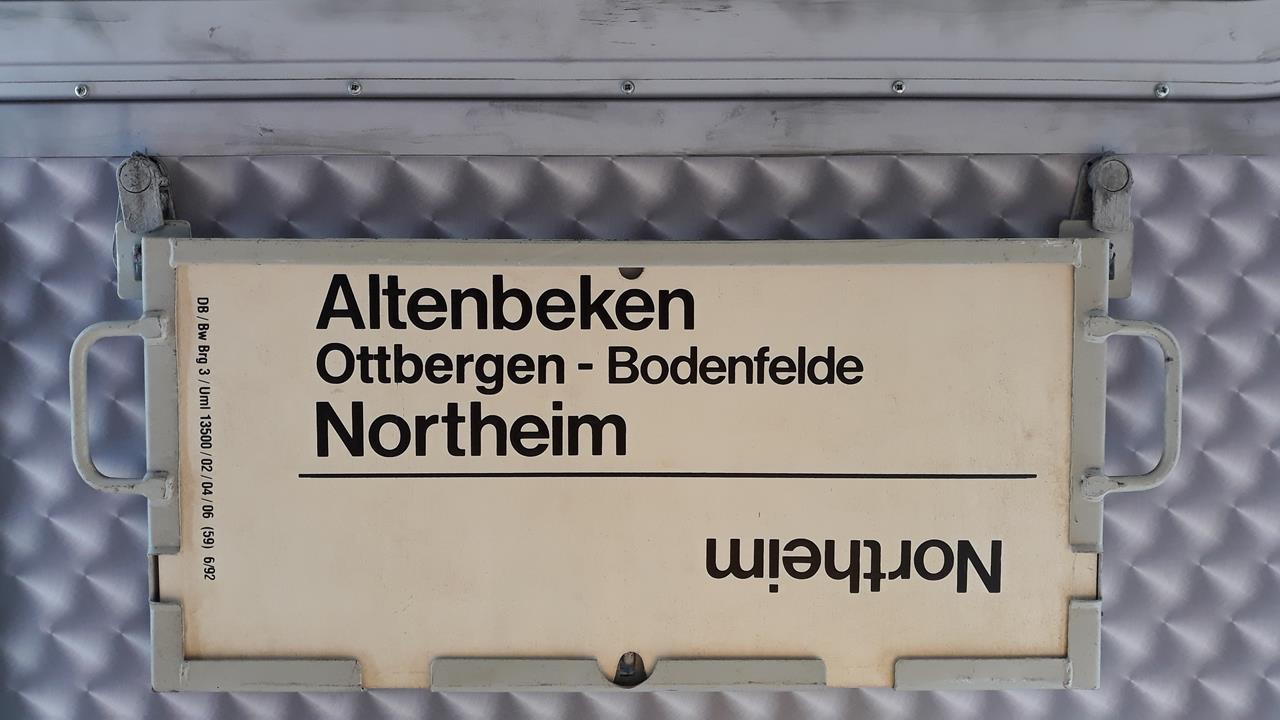 Altenbeken
Ottbergen - Bodenfelde
Northeim
Northeim
DB / Bw Brg 3 / Uml 13500 / 02 / 04 / 06 (59) 6/92